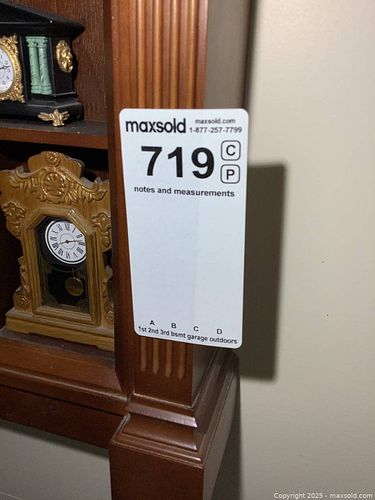 maxsold maxsold.com
1-877-257-7799
719 C
P
notes and measurements
A B C D
1st 2nd 3rd bsmt garage outdoors
Copyright 2025 - maxsold.com